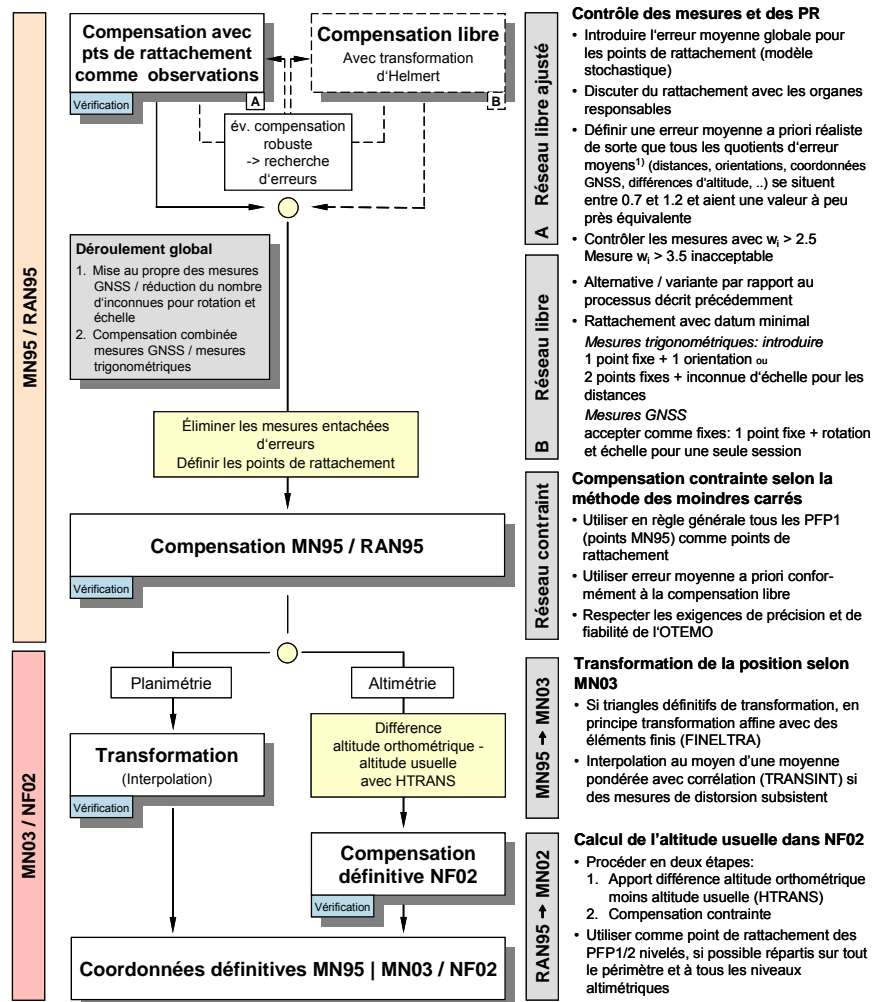 MN95 / RAN95
Compensation avec
pts de rattachement
comme observations
Vérification
A
Compensation libre
Avec transformation
d‘Helmert
B
év. compensation
robuste
-> recherche
d'erreurs
Déroulement global
1. Mise au propre des mesures
GNSS / réduction du nombre
d'inconnues pour rotation et
échelle
2. Compensation combinée
mesures GNSS / mesures
trigonométriques
Éliminer les mesures entachées
d'erreurs
Définir les points de rattachement
Compensation MN95 / RAN95
Vérification
MN03 / NF02
Planimétrie
Altimétrie
Transformation
(Interpolation)
Vérification
Différence
altitude orthométrique -
altitude usuelle
avec HTRANS
Compensation
définitive NF02
Vérification
Coordonnées définitives MN95 | MN03 / NF02
A Réseau libre ajusté
Contrôle des mesures et des PR
• Introduire l‘erreur moyenne globale pour
les points de rattachement (modèle
stochastique)
• Discuter du rattachement avec les organes
responsables
• Définir une erreur moyenne a priori réaliste
de sorte que tous les quotients d‘erreur
moyens1) (distances, orientations, coordonnées
GNSS, différences d‘altitude, ..) se situent
entre 0.7 et 1.2 et aient une valeur à peu
près équivalente
• Contrôler les mesures avec wi > 2.5
Mesure wi > 3.5 inacceptable
B Réseau libre
• Alternative / variante par rapport au
processus décrit précédemment
• Rattachement avec datum minimal
Mesures trigonométriques: introduire
1 point fixe + 1 orientation ou
2 points fixes + inconnue d‘échelle pour les
distances
Mesures GNSS
accepter comme fixes: 1 point fixe + rotation
et échelle pour une seule session
Réseau contraint
Compensation contrainte selon la
méthode des moindres carrés
• Utiliser en règle générale tous les PFP1
(points MN95) comme points de
rattachement
• Utiliser erreur moyenne a priori confor-
mément à la compensation libre
• Respecter les exigences de précision et de
fiabilité de l‘OTEMO
MN95 → MN03
Transformation de la position selon
MN03
• Si triangles définitifs de transformation, en
principe transformation affine avec des
éléments finis (FINELTRA)
• Interpolation au moyen d‘une moyenne
pondérée avec corrélation (TRANSINT) si
des mesures de distorsion subsistent
RAN95 → MN02
Calcul de l’altitude usuelle dans NF02
• Procéder en deux étapes:
1. Apport différence altitude orthométrique
moins altitude usuelle (HTRANS)
2. Compensation contrainte
• Utiliser comme point de rattachement des
PFP1/2 nivelés, si possible répartis sur tout
le périmètre et à tous les niveaux
altimétriques